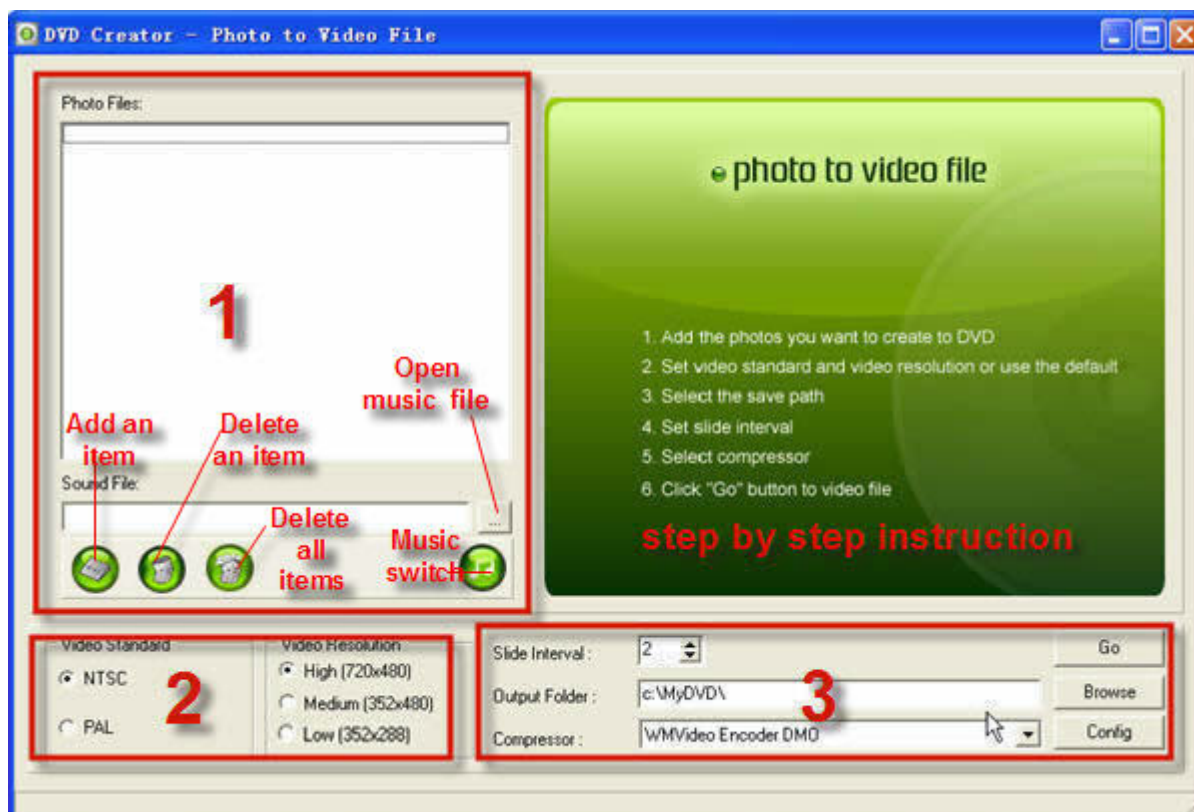 DVD Creator - Photo to Video File
Photo Files:
1
Open
music file
Add an
item
Delete
an item
Sound File:
...
Delete
all
items
Music
switch
photo to video file
1. Add the photos you want to create to DVD
2. Set video standard and video resolution or use the default
3. Select the save path
4. Set slide interval
5. Select compressor
6. Click "Go" button to video file
step by step instruction
Video Standard
NTSC
PAL
2
Video Resolution
High (720x480)
Medium (352x480)
Low (352x288)
Slide Interval :
2
Go
Output Folder :
c:\MyDVD\
Browse
Compressor :
WMVideo Encoder DMO
Config
3